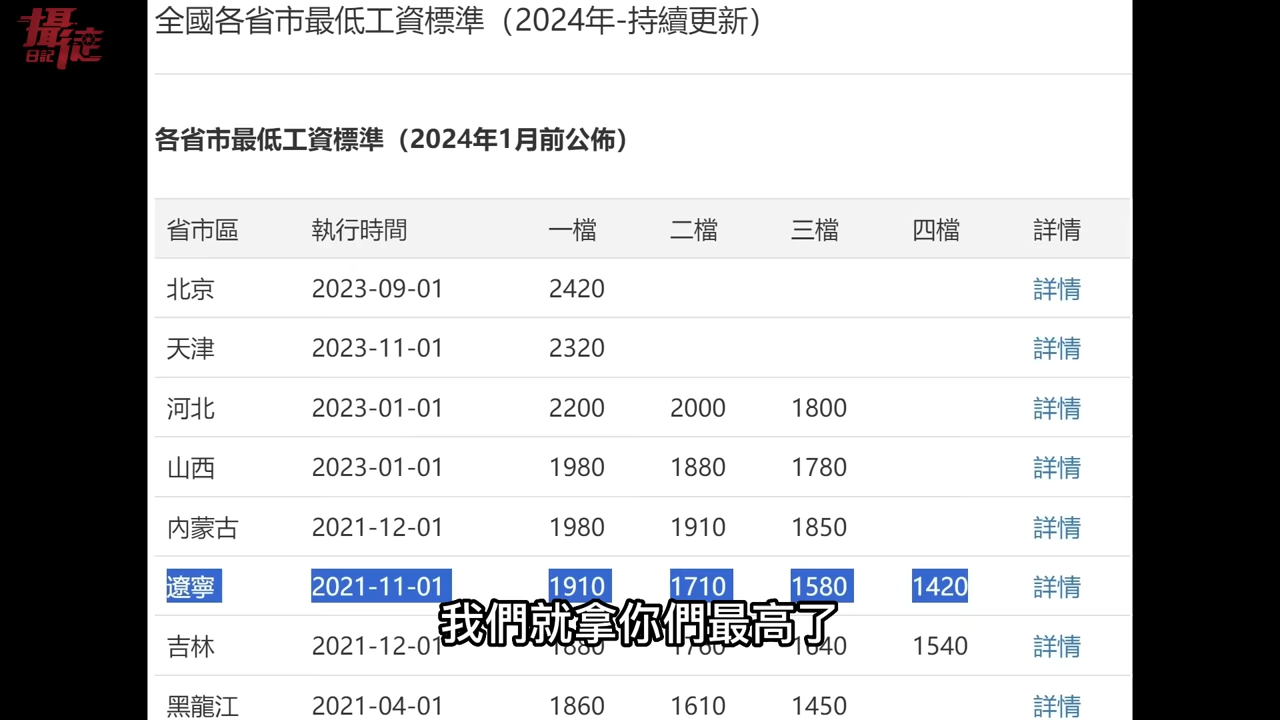 攝徒
日記
全國各省市最低工資標準（2024年-持續更新）
各省市最低工資標準（2024年1月前公佈）
省市區 執行時間 一檔 二檔 三檔 四檔 詳情
北京 2023-09-01 2420 詳情
天津 2023-11-01 2320 詳情
河北 2023-01-01 2200 2000 1800 詳情
山西 2023-01-01 1980 1880 1780 詳情
內蒙古 2021-12-01 1980 1910 1850 詳情
遼寧 2021-11-01 1910 1710 1580 1420 詳情
我們就拿你們最高了
吉林 2021-12-01 1880 1760 1640 1540 詳情
黑龍江 2021-04-01 1860 1610 1450 詳情